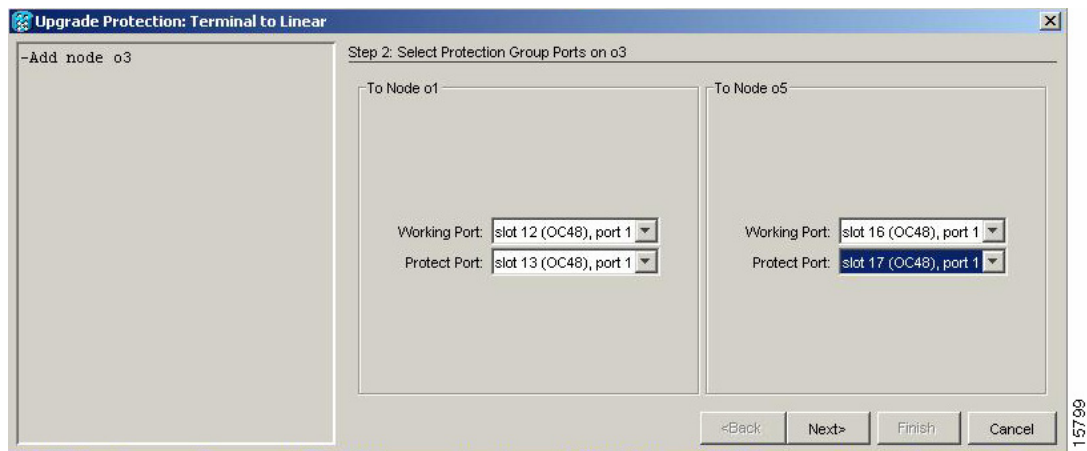 Upgrade Protection: Terminal to Linear
-Add node o3
Step 2: Select Protection Group Ports on o3
To Node o1
Working Port: slot 12 (OC48), port 1
Protect Port: slot 13 (OC48), port 1
To Node o5
Working Port: slot 16 (OC48), port 1
Protect Port: slot 17 (OC48), port 1
<Back Next> Finish Cancel
15799